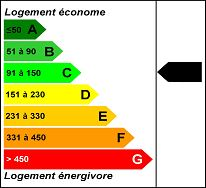 Logement économe
≤50 A
51 à 90 B
91 à 150 C
151 à 230 D
231 à 330 E
331 à 450 F
> 450 G
Logement énergivore